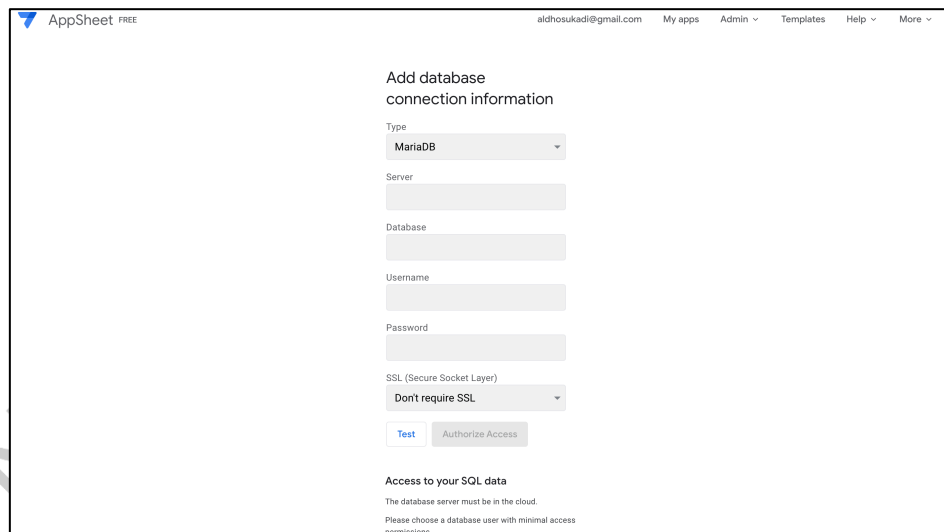 AppSheet FREE
aldhosukadi@gmail.com My apps Admin Templates Help More
Add database
connection information
Type
MariaDB
Server
Database
Username
Password
SSL (Secure Socket Layer)
Don't require SSL
Test Authorize Access
Access to your SQL data
The database server must be in the cloud.
Please choose a database user with minimal access
permissions